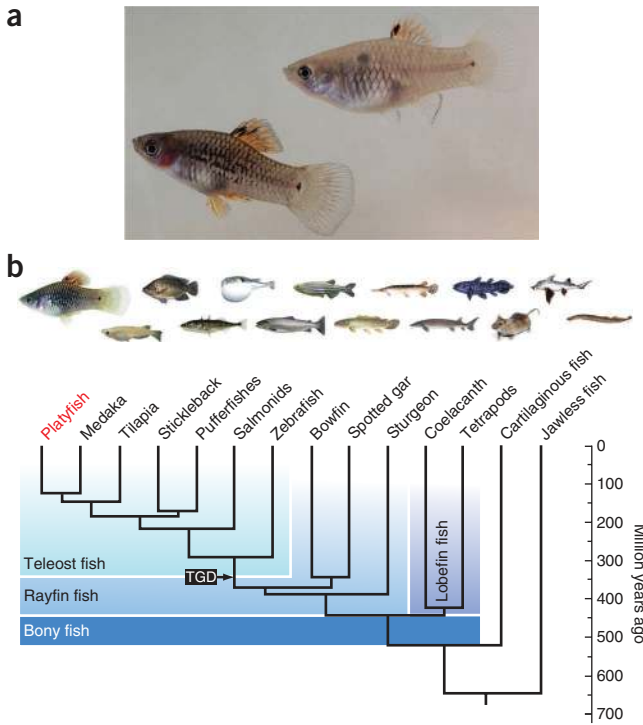 a
b
Platyfish
Medaka
Tilapia
Stickleback
Pufferfishes
Salmonids
Zebrafish
Bowfin
Spotted gar
Sturgeon
Coelacanth
Tetrapods
Cartilaginous fish
Jawless fish
0
100
200
300
400
500
600
700
Million years ago
Teleost fish
TGD
Rayfin fish
Lobefin fish
Bony fish